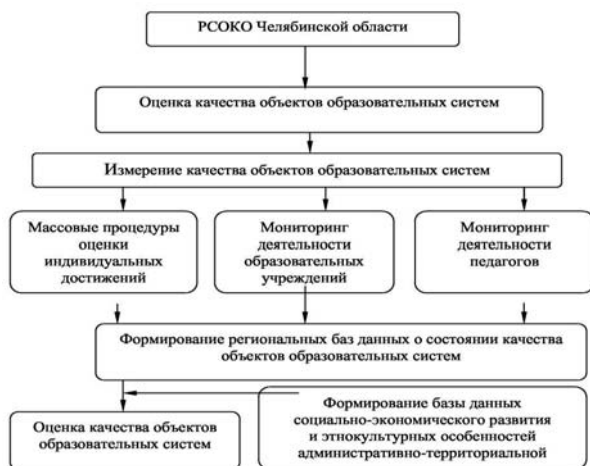 РСОКО Челябинской области
Оценка качества объектов образовательных систем
Измерение качества объектов образовательных систем
Массовые процедуры
оценки
индивидуальных
достижений
Мониторинг
деятельности
образовательных
учреждений
Мониторинг
деятельности
педагогов
Формирование региональных баз данных о состоянии качества
объектов образовательных систем
Оценка качества объектов
образовательных систем
Формирование базы данных
социально-экономического развития
и этнокультурных особенностей
административно-территориальной